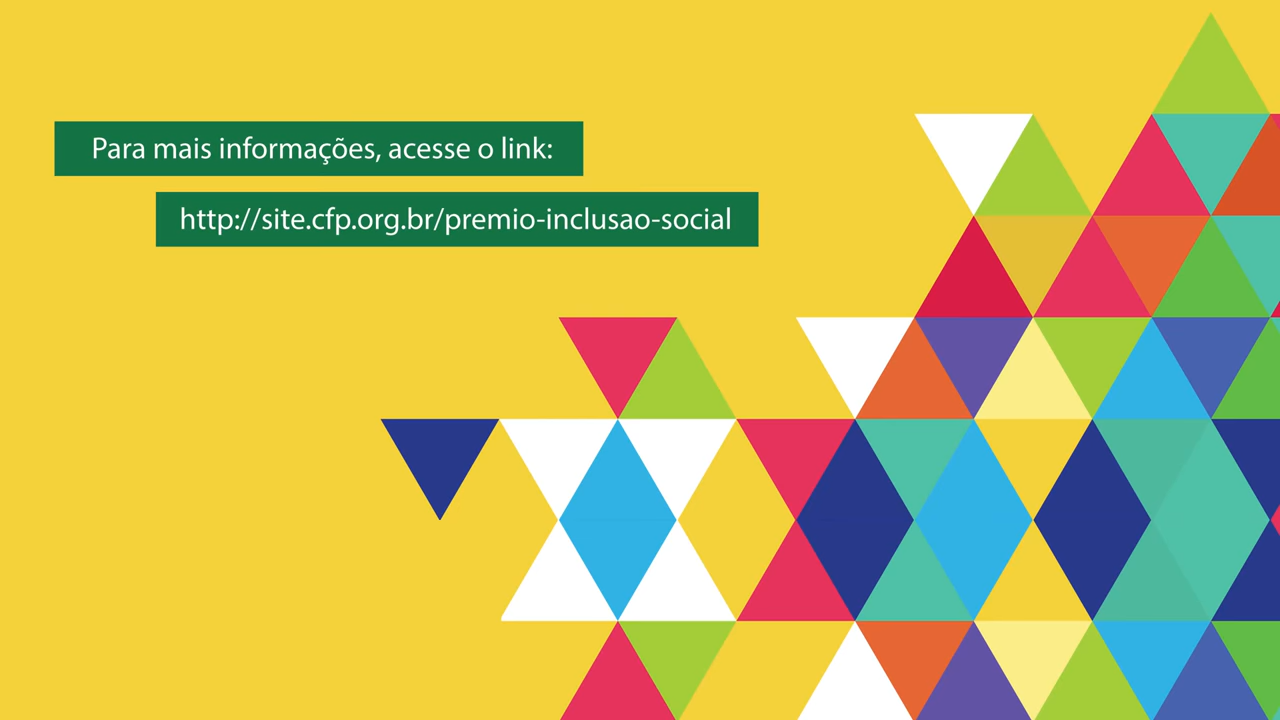 Para mais informações, acesse o link:
http://site.cfp.org.br/premio-inclusao-social